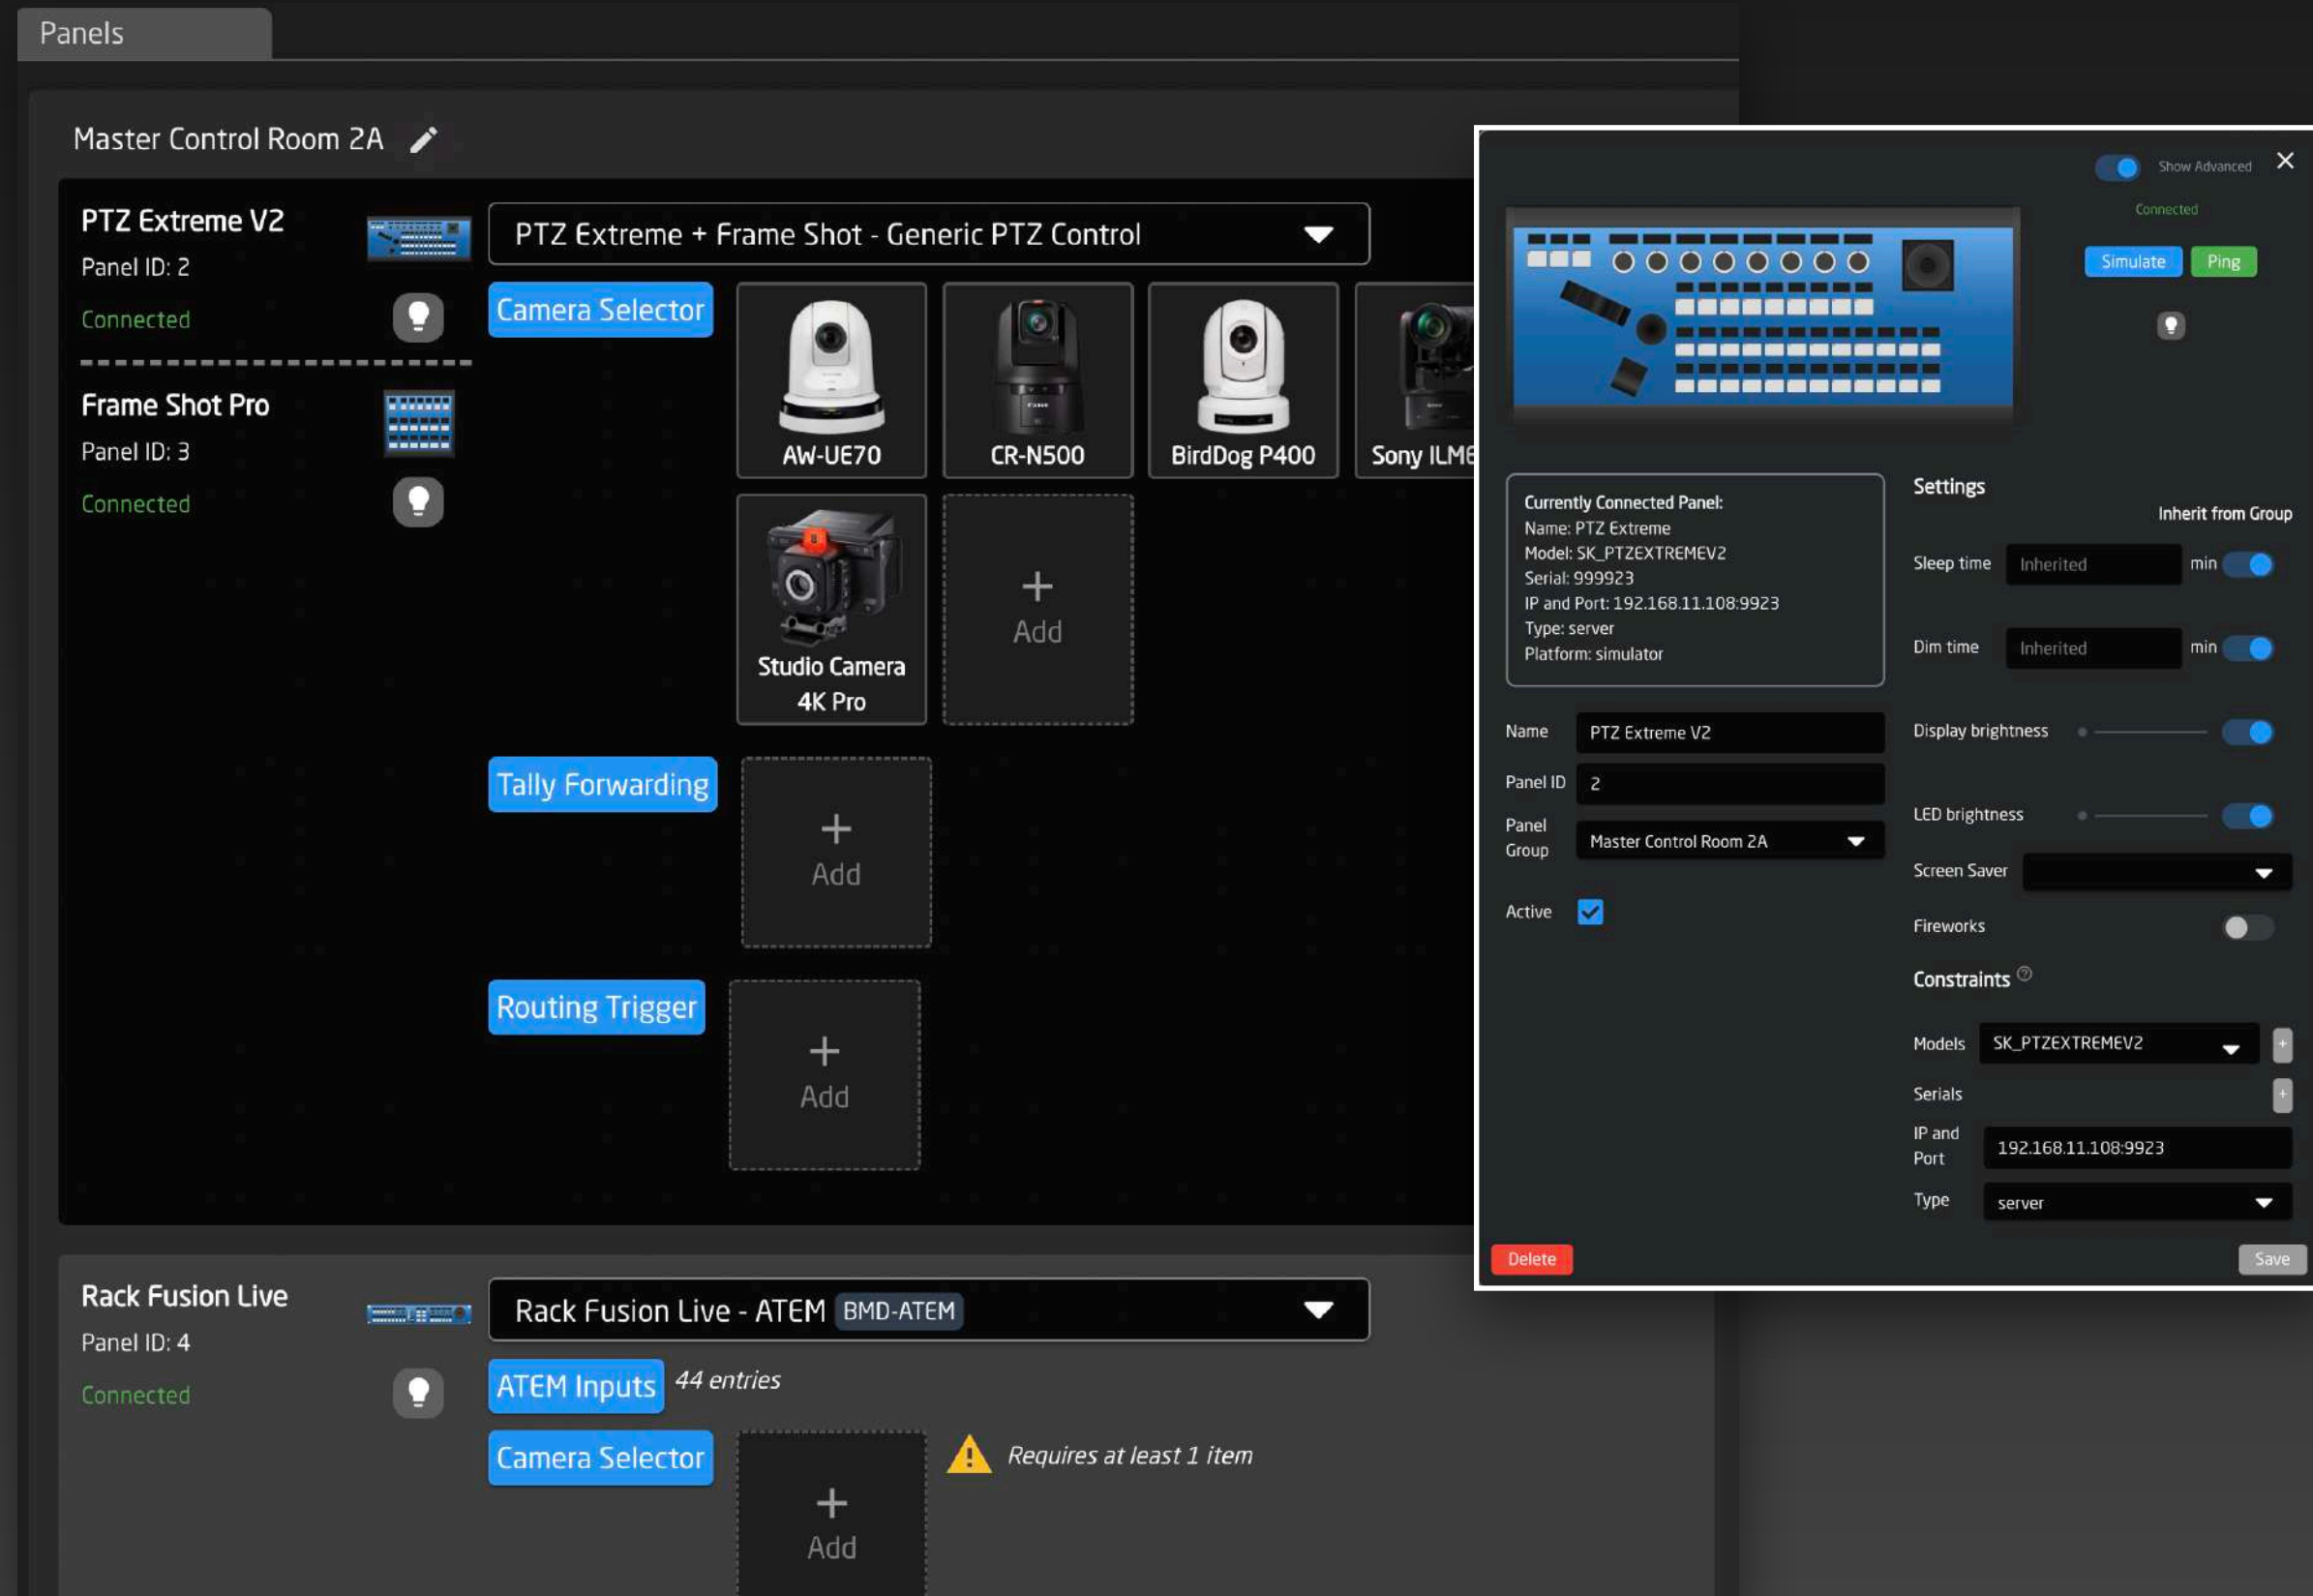 Panels
Master Control Room 2A
PTZ Extreme V2
Panel ID: 2
Connected
PTZ Extreme + Frame Shot - Generic PTZ Control
Camera Selector
AW-UE70
CR-N500
BirdDog P400
Sony ILME
Frame Shot Pro
Panel ID: 3
Connected
Studio Camera
4K Pro
+
Add
Tally Forwarding
+
Add
Routing Trigger
+
Add
Rack Fusion Live
Panel ID: 4
Connected
Rack Fusion Live - ATEM BMD-ATEM
ATEM Inputs 44 entries
Camera Selector
+
Add
Requires at least 1 item
Show Advanced
Connected
Simulate Ping
Currently Connected Panel:
Name: PTZ Extreme
Model: SK_PTZEXTREMEV2
Serial: 999923
IP and Port: 192.168.11.108:9923
Type: server
Platform: simulator
Name PTZ Extreme V2
Panel ID 2
Panel
Group
Master Control Room 2A
Active
Settings
Inherit from Group
Sleep time Inherited min
Dim time Inherited min
Display brightness
LED brightness
Screen Saver
Fireworks
Constraints ?
Models SK_PTZEXTREMEV2 +
Serials +
IP and
Port
192.168.11.108:9923
Type server
Delete
Save